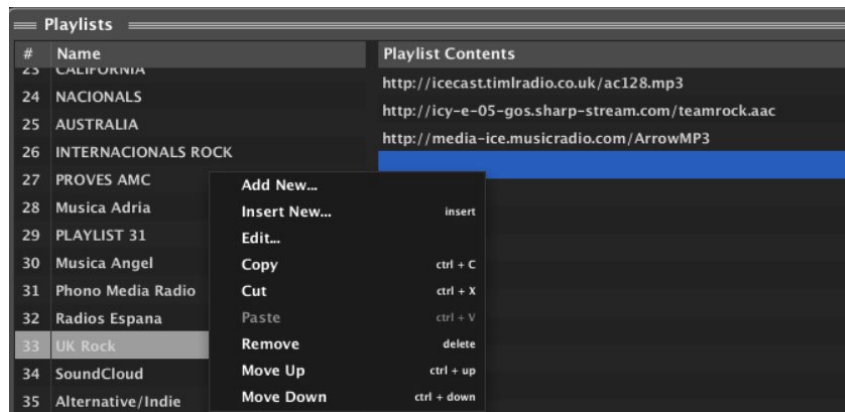 Playlists
# Name
23 CALIFORNIA
24 NACIONALS
25 AUSTRALIA
26 INTERNACIONALS ROCK
27 PROVES AMC
28 Musica Adria
29 PLAYLIST 31
30 Musica Angel
31 Phono Media Radio
32 Radios Espana
33 UK Rock
34 SoundCloud
35 Alternative/Indie
Playlist Contents
http://icecast.timlradio.co.uk/ac128.mp3
http://icy-e-05-gos.sharp-stream.com/teamrock.aac
http://media-ice.musicradio.com/ArrowMP3
Add New...
Insert New... insert
Edit...
Copy ctrl + C
Cut ctrl + X
Paste ctrl + V
Remove delete
Move Up ctrl + up
Move Down ctrl + down